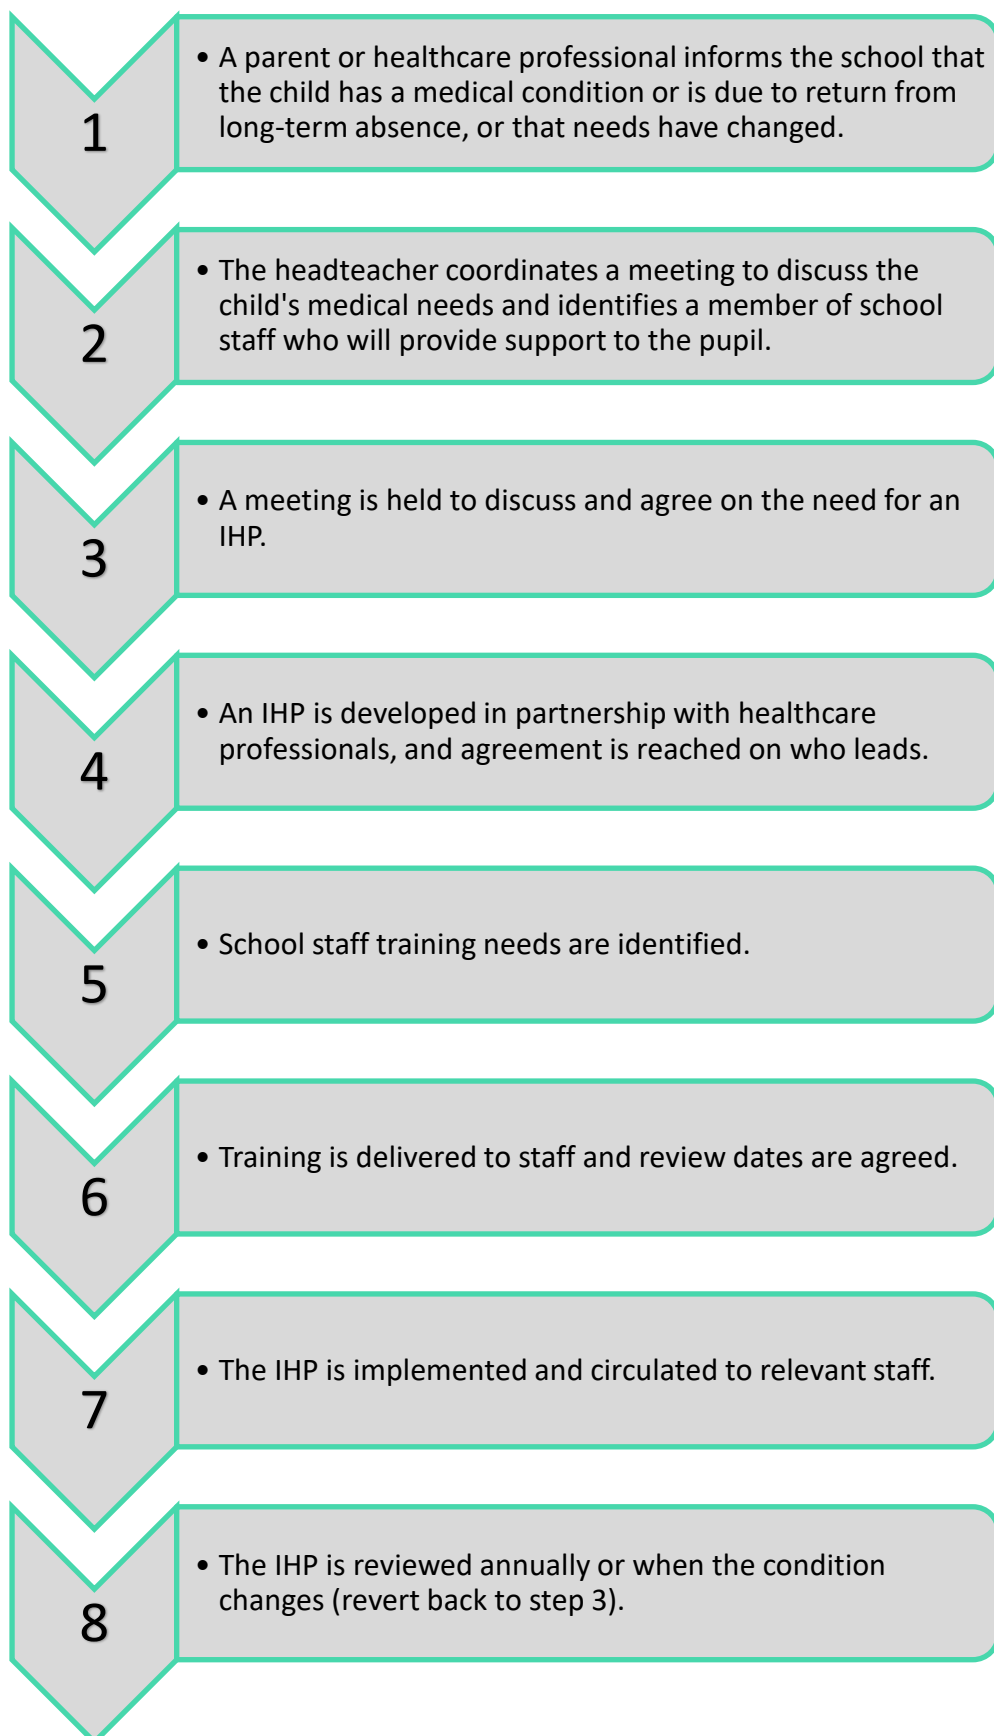 • A parent or healthcare professional informs the school that
the child has a medical condition or is due to return from
long-term absence, or that needs have changed.
1
• The headteacher coordinates a meeting to discuss the
child's medical needs and identifies a member of school
staff who will provide support to the pupil.
2
• A meeting is held to discuss and agree on the need for an
IHP.
3
• An IHP is developed in partnership with healthcare
professionals, and agreement is reached on who leads.
4
• School staff training needs are identified.
5
• Training is delivered to staff and review dates are agreed.
6
• The IHP is implemented and circulated to relevant staff.
7
• The IHP is reviewed annually or when the condition
changes (revert back to step 3).
8